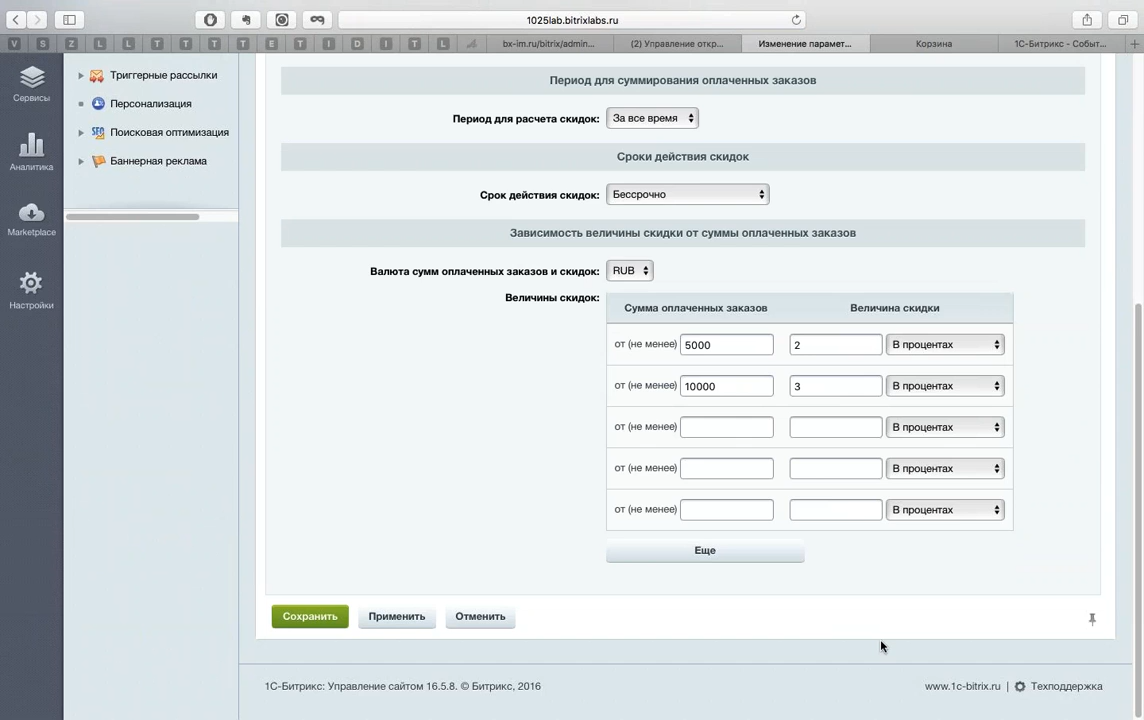 1025lab.bitrixlabs.ru
V S Z L L T T T T E T I D I T L
bx-im.ru/bitrix/admin... (2) Управление откр... Изменение парамет... Корзина 1С-Битрикс - Событ...
Сервисы
Аналитика
Marketplace
Настройки
Триггерные рассылки
Персонализация
SEO Поисковая оптимизация
Баннерная реклама
Период для суммирования оплаченных заказов
Период для расчета скидок: За все время
Сроки действия скидок
Срок действия скидок: Бессрочно
Зависимость величины скидки от суммы оплаченных заказов
Валюта сумм оплаченных заказов и скидок: RUB
Величины скидок:
Сумма оплаченных заказов Величина скидки
от (не менее) 5000 2 В процентах
от (не менее) 10000 3 В процентах
от (не менее) В процентах
от (не менее) В процентах
от (не менее) В процентах
Еще
Сохранить Применить Отменить
1С-Битрикс: Управление сайтом 16.5.8. © Битрикс, 2016
www.1c-bitrix.ru | Техподдержка